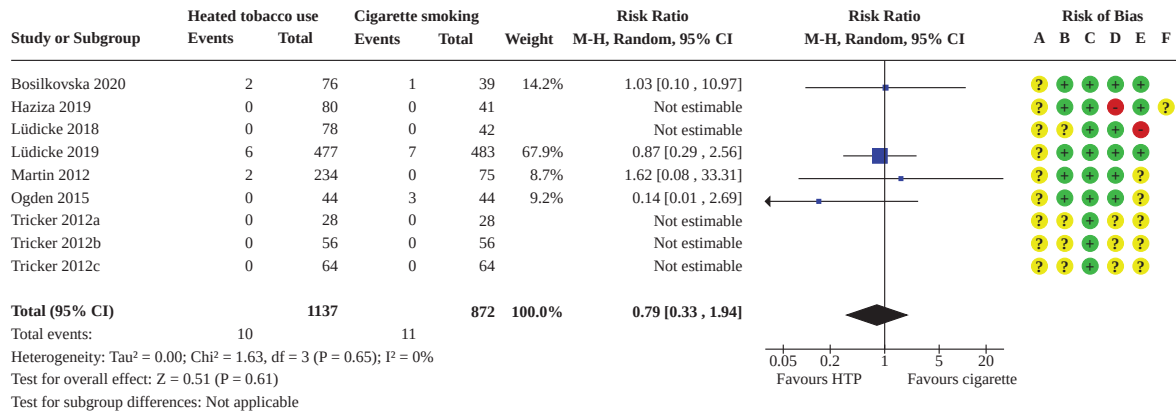 Heated tobacco use Cigarette smoking Risk Ratio Risk Ratio Risk of Bias
Study or Subgroup Events Total Events Total Weight M-H, Random, 95% CI M-H, Random, 95% CI A B C D E F
Bosilkovska 2020 2 76 1 39 14.2% 1.03 [0.10 , 10.97] ? + + + +
Haziza 2019 0 80 0 41 Not estimable ? + + - + ?
Lüdicke 2018 0 78 0 42 Not estimable ? ? + + -
Lüdicke 2019 6 477 7 483 67.9% 0.87 [0.29 , 2.56] ? + + + +
Martin 2012 2 234 0 75 8.7% 1.62 [0.08 , 33.31] ? + + + ?
Ogden 2015 0 44 3 44 9.2% 0.14 [0.01 , 2.69] ? + + + ?
Tricker 2012a 0 28 0 28 Not estimable ? ? + ? ?
Tricker 2012b 0 56 0 56 Not estimable ? ? + ? ?
Tricker 2012c 0 64 0 64 Not estimable ? ? + ? ?
Total (95% CI) 1137 872 100.0% 0.79 [0.33 , 1.94]
Total events: 10 11
Heterogeneity: Tau² = 0.00; Chi² = 1.63, df = 3 (P = 0.65); I² = 0%
0.05 0.2 1 5 20
Test for overall effect: Z = 0.51 (P = 0.61)
Favours HTP Favours cigarette
Test for subgroup differences: Not applicable